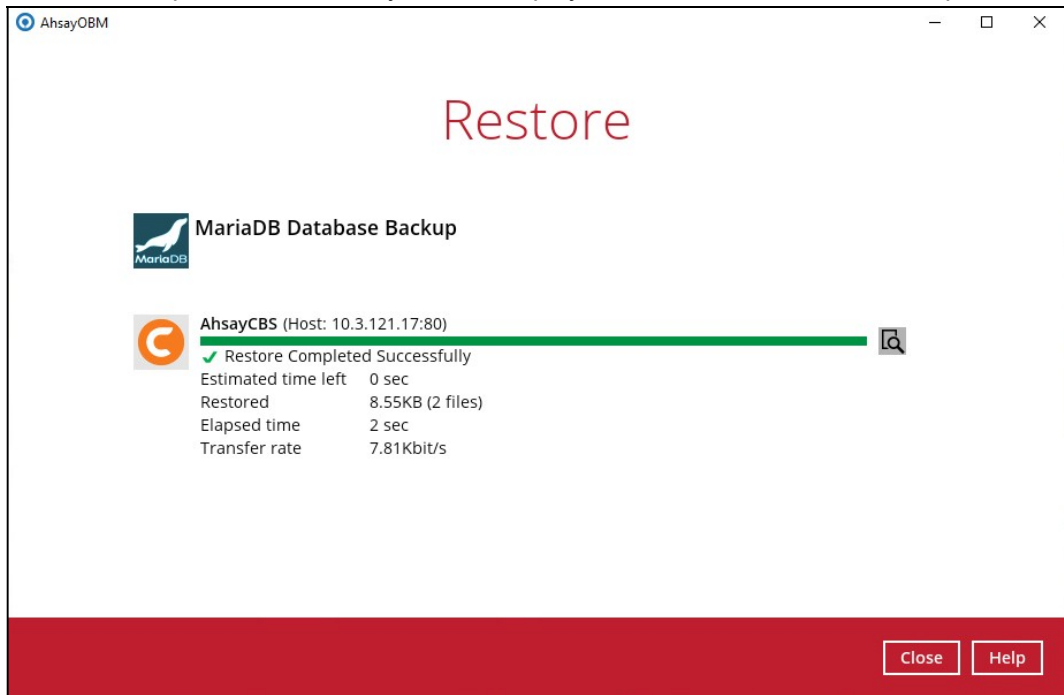 AhsayOBM
Restore
MariaDB Database Backup
MariaDB
AhsayCBS (Host: 10.3.121.17:80)
Restore Completed Successfully
Estimated time left 0 sec
Restored 8.55KB (2 files)
Elapsed time 2 sec
Transfer rate 7.81Kbit/s
Close Help